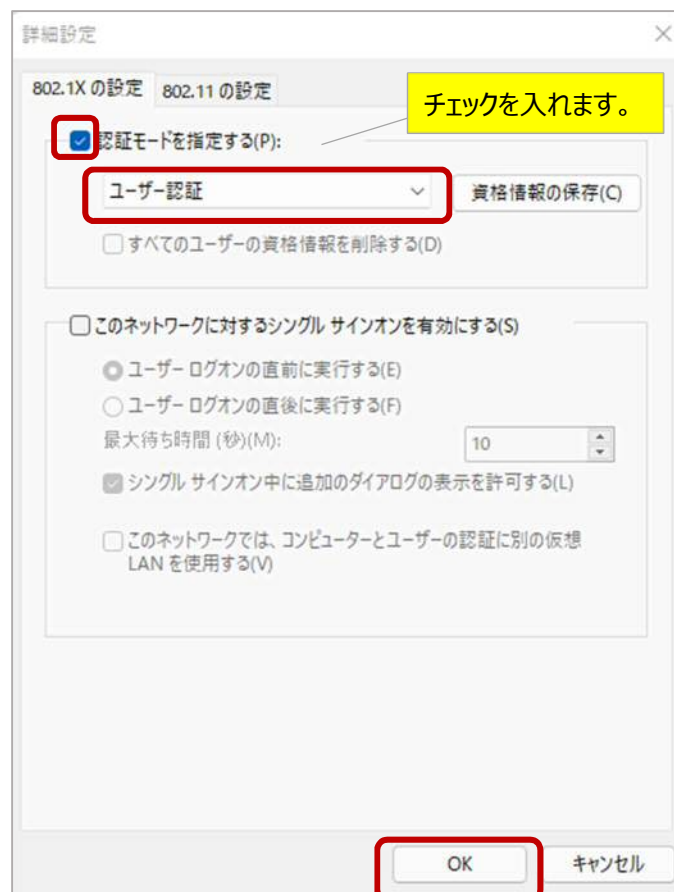 詳細設定
802.1X の設定 802.11 の設定
チェックを入れます。
認証モードを指定する(P):
ユーザー認証 資格情報の保存(C)
すべてのユーザーの資格情報を削除する(D)
このネットワークに対するシングル サインオンを有効にする(S)
ユーザー ログオンの直前に実行する(E)
ユーザー ログオンの直後に実行する(F)
最大待ち時間 (秒)(M): 10
シングル サインオン中に追加のダイアログの表示を許可する(L)
このネットワークでは、コンピューターとユーザーの認証に別の仮想
LAN を使用する(V)
OK キャンセル